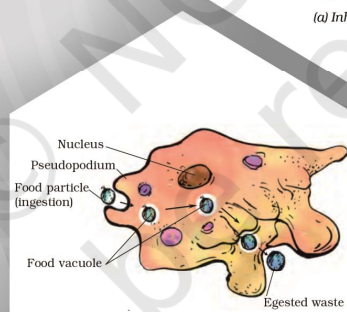 (a) Inh
Nucleus
Pseudopodium
Food particle
(ingestion)
Food vacuole
Egested waste